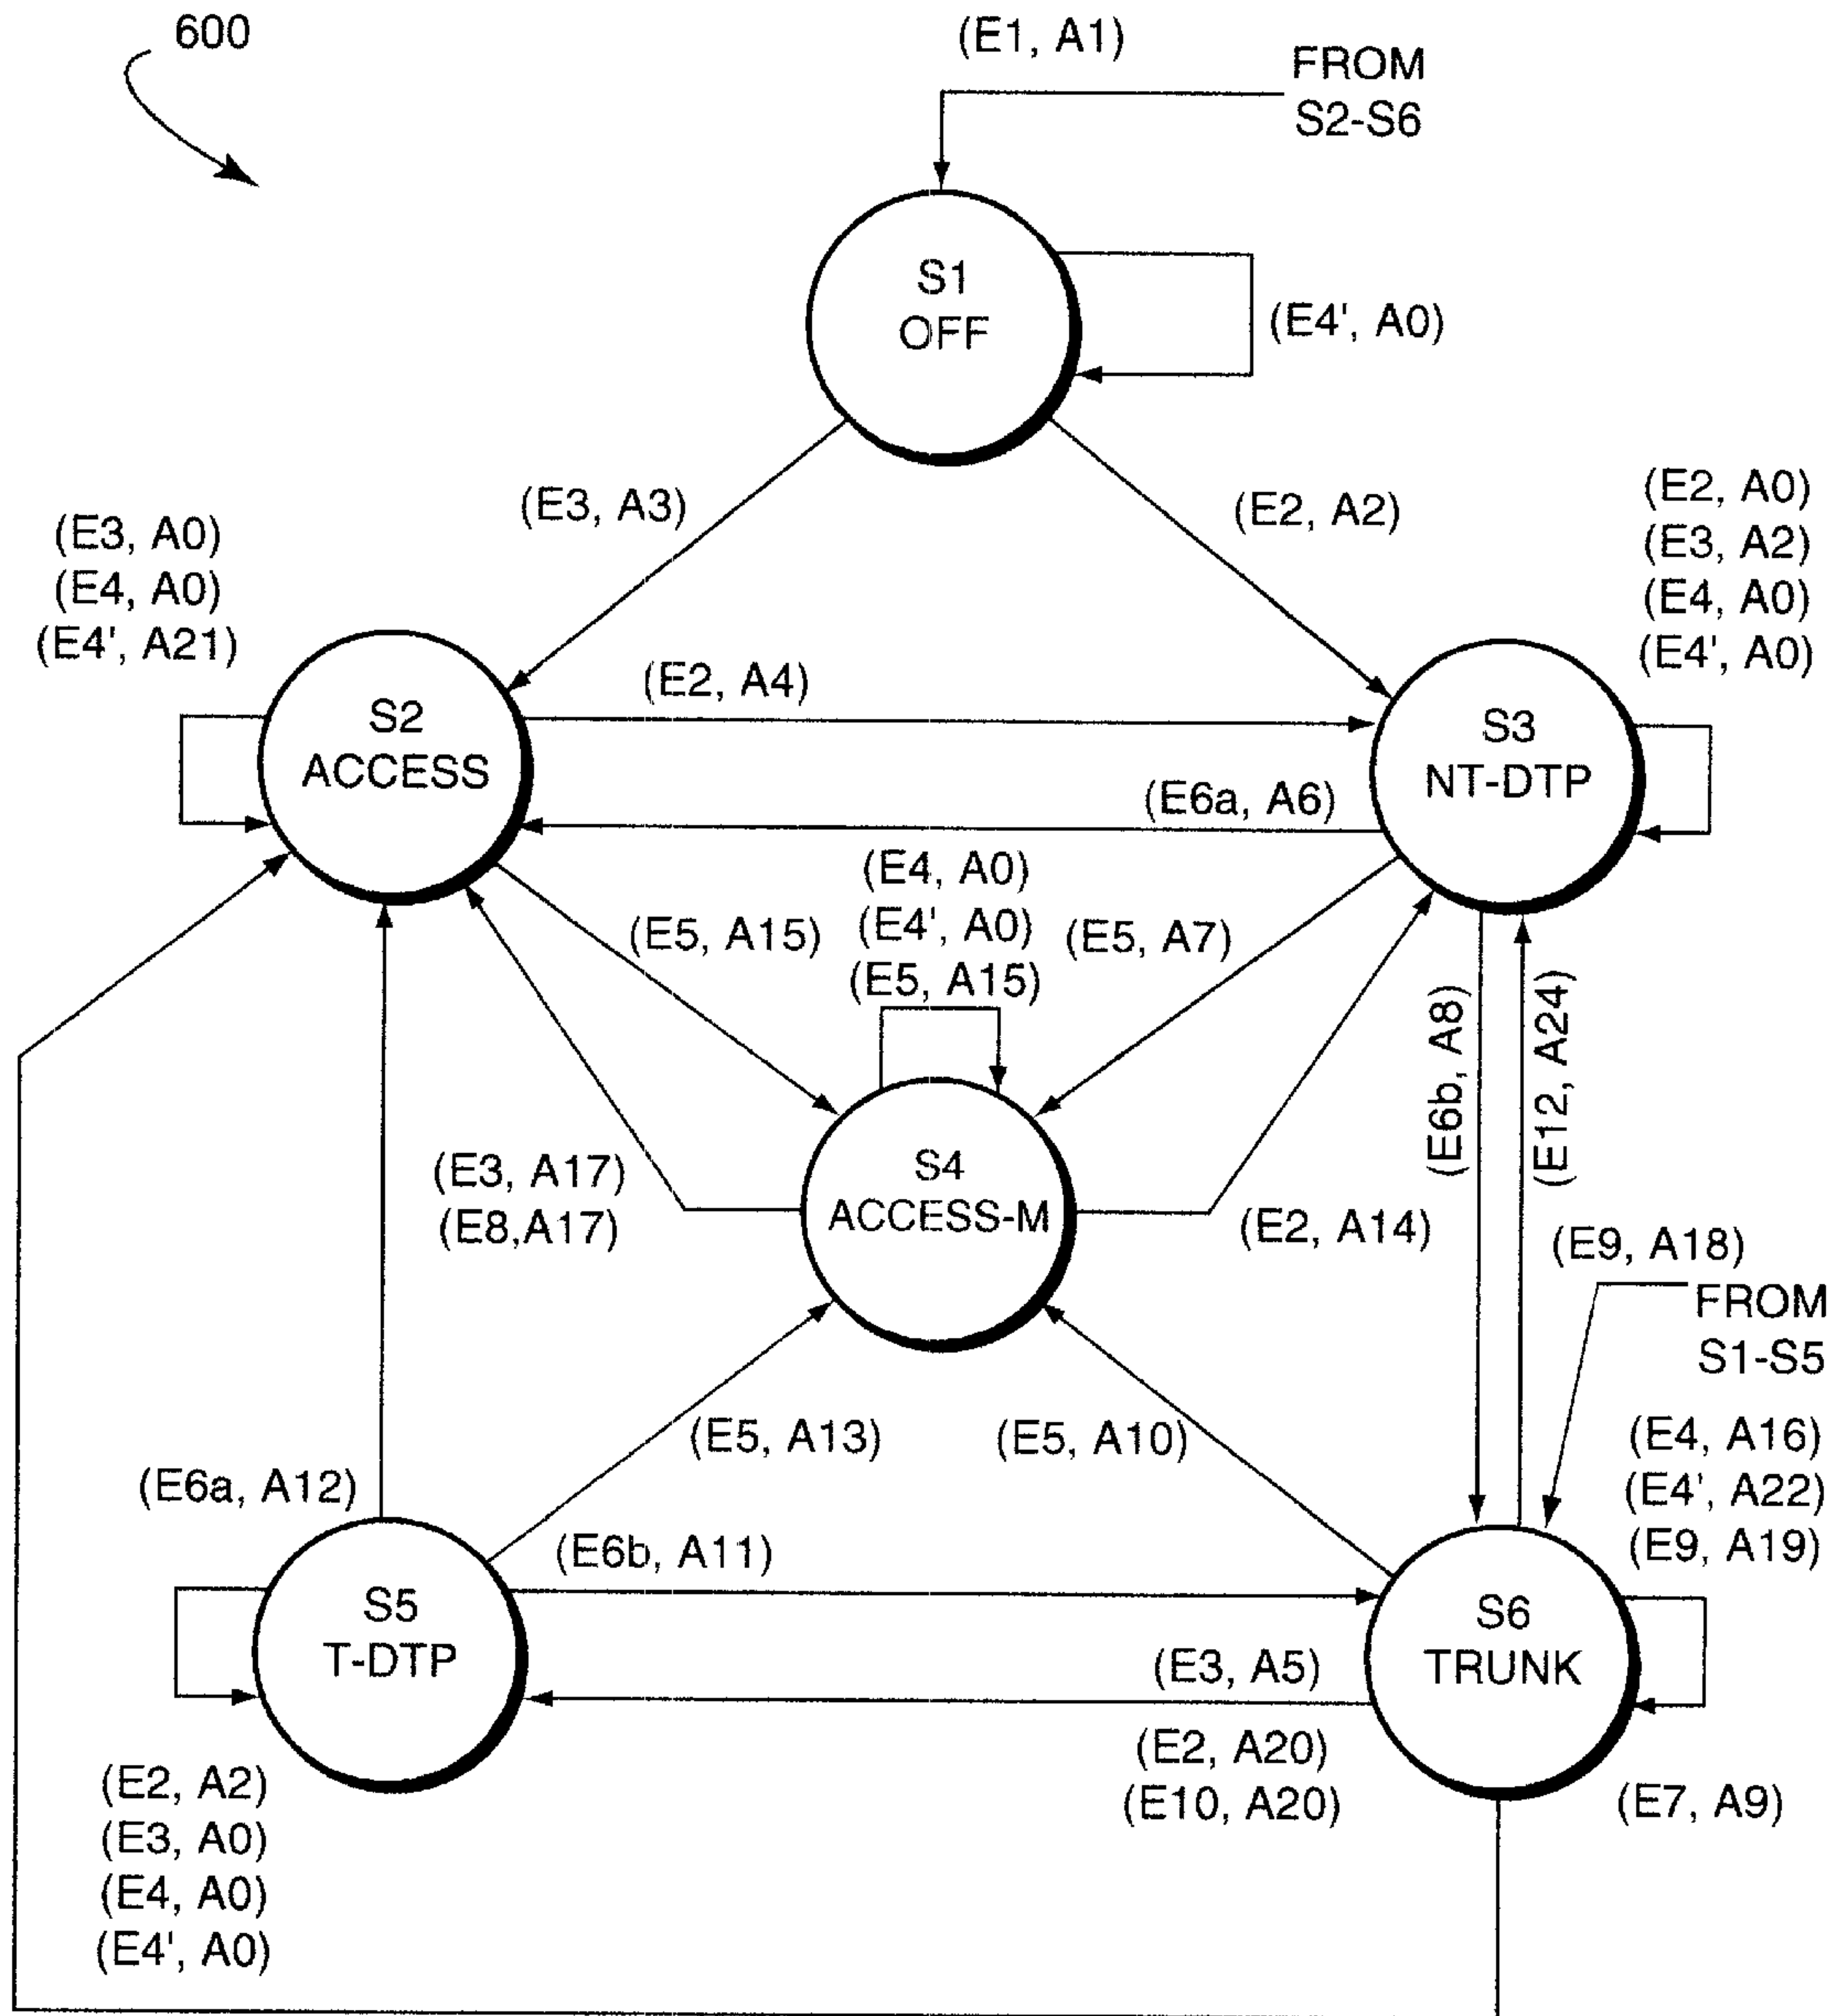 600
(E1, A1)
FROM
S2-S6
S1
OFF
(E4', A0)
(E3, A3)
(E2, A2)
(E3, A0)
(E4, A0)
(E4', A21)
(E2, A0)
(E3, A2)
(E4, A0)
(E4', A0)
S2
ACCESS
(E2, A4)
S3
NT-DTP
(E6a, A6)
(E4, A0)
(E4', A0)
(E5, A15)
(E5, A15)
(E5, A7)
(E6b, A8)
(E12, A24)
S4
ACCESS-M
(E3, A17)
(E8,A17)
(E2, A14)
(E9, A18)
FROM
S1-S5
(E5, A13)
(E5, A10)
(E4, A16)
(E4', A22)
(E9, A19)
(E6a, A12)
(E6b, A11)
S5
T-DTP
S6
TRUNK
(E3, A5)
(E2, A20)
(E10, A20)
(E7, A9)
(E2, A2)
(E3, A0)
(E4, A0)
(E4', A0)